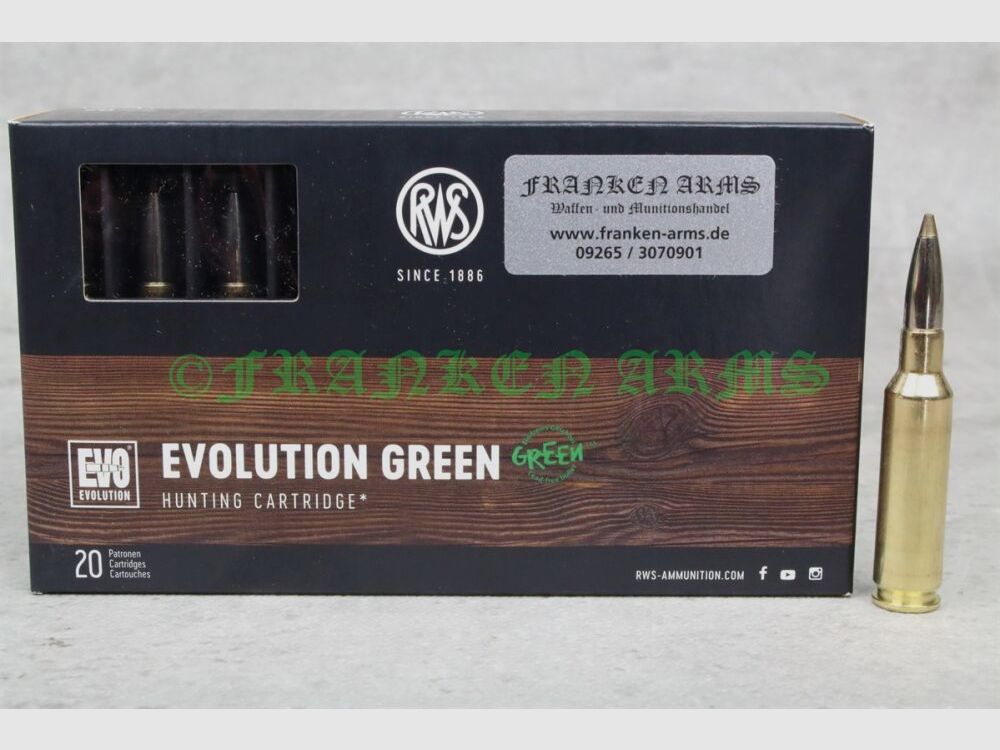 RWS
SINCE 1886
FRANKEN ARMS
Waffen - und Munitionshandel
www.franken-arms.de
09265 / 3070901
©FRANKEN ARMS
EVO
EVOLUTION
EVOLUTION GREEN
HUNTING CARTRIDGE*
GREEN
20 Patronen
Cartridges
Cartouches
RWS-AMMUNITION.COM